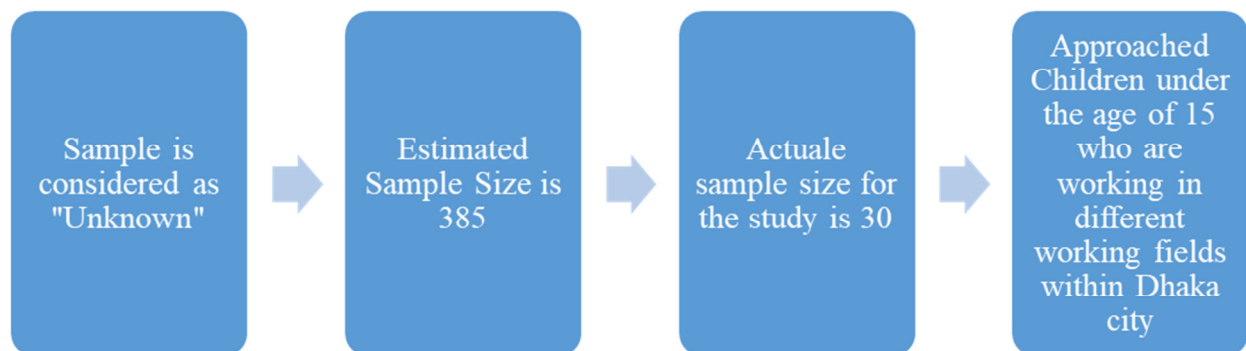 Sample is
considered as
"Unknown"
Estimated
Sample Size is
385
Actuale
sample size for
the study is 30
Approached
Children under
the age of 15
who are
working in
different
working fields
within Dhaka
city